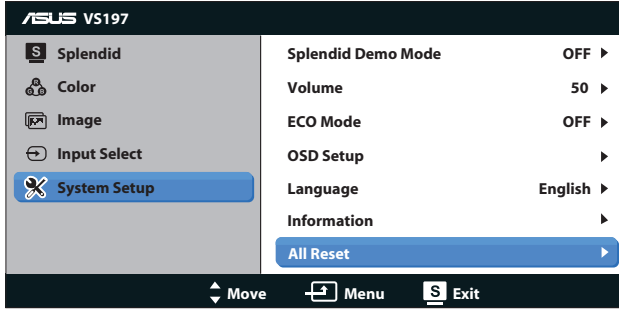 ASUS VS197
S Splendid
Color
Image
Input Select
System Setup
Splendid Demo Mode OFF
Volume 50
ECO Mode OFF
OSD Setup
Language English
Information
All Reset
Move Menu S Exit